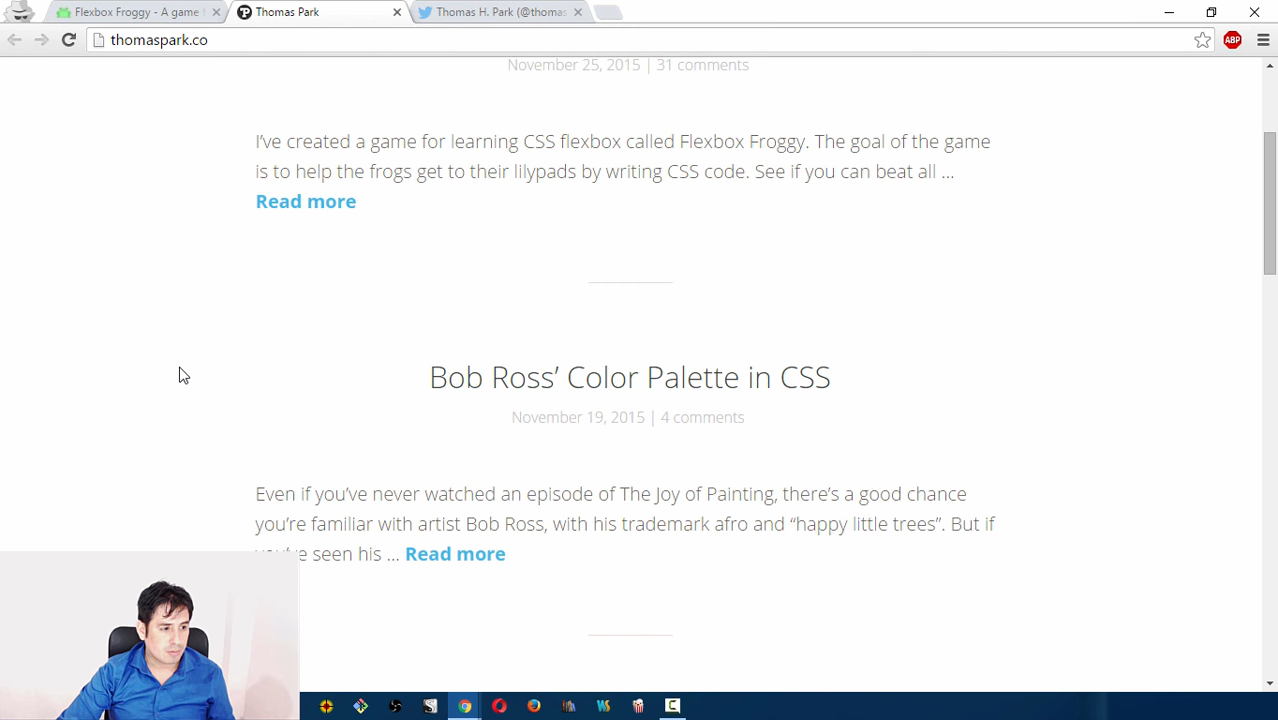 Flexbox Froggy - A game
Thomas Park
Thomas H. Park (@thomas
thomaspark.co
ABP
November 25, 2015 | 31 comments
I've created a game for learning CSS flexbox called Flexbox Froggy. The goal of the game
is to help the frogs get to their lilypads by writing CSS code. See if you can beat all ...
Read more
Bob Ross' Color Palette in CSS
November 19, 2015 | 4 comments
Even if you've never watched an episode of The Joy of Painting, there's a good chance
you're familiar with artist Bob Ross, with his trademark afro and “happy little trees”. But if
you've seen his ... Read more